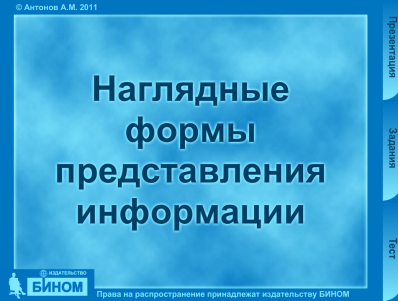 © Антонов А.М. 2011
Наглядные
формы
представления
информации
Презентация
Задания
Тест
ИЗДАТЕЛЬСТВО
БИНОМ
Права на распространение принадлежат издательству БИНОМ